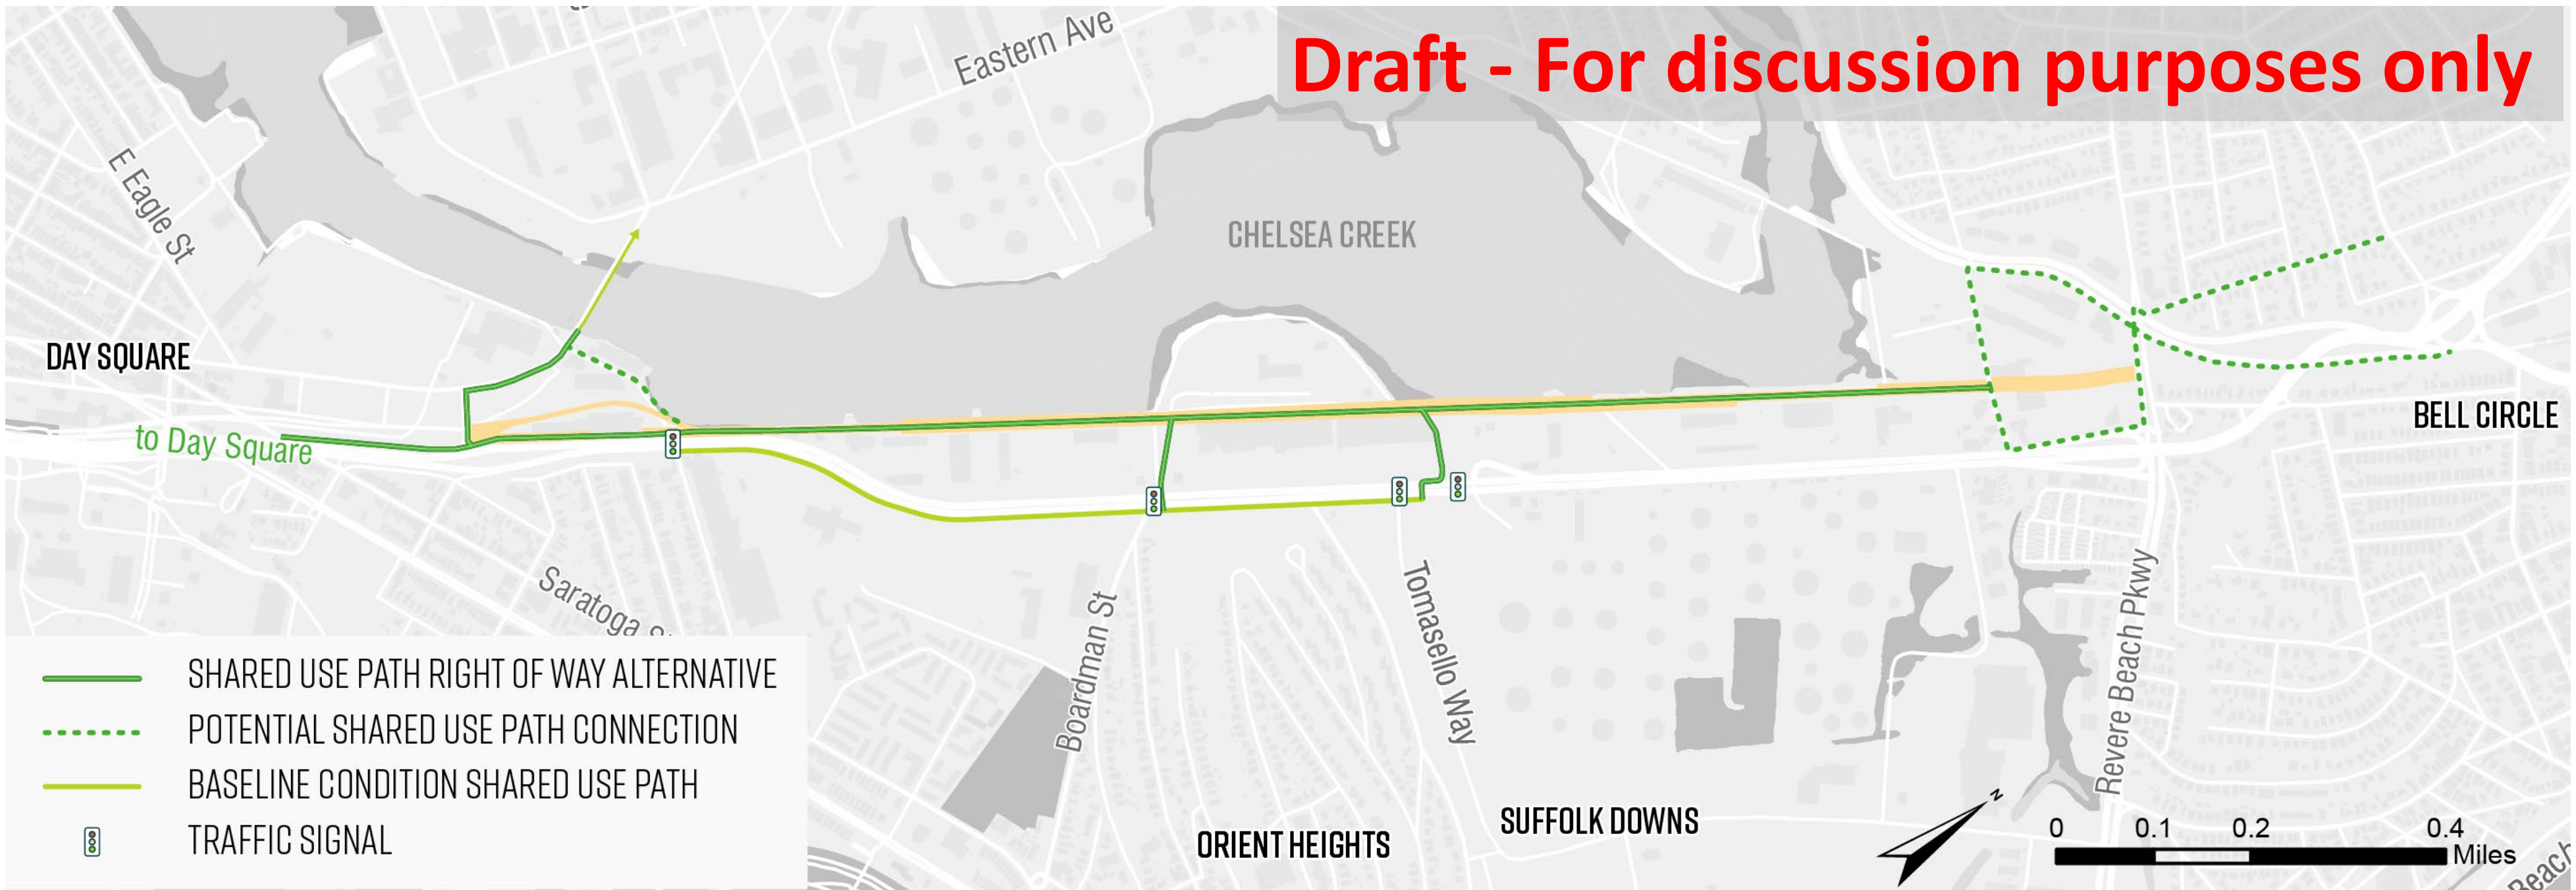 Draft - For discussion purposes only
Eastern Ave
E Eagle St
CHELSEA CREEK
DAY SQUARE
to Day Square
BELL CIRCLE
Saratoga
Boardman St
Tomasello Way
Revere Beach Pkwy
SHARED USE PATH RIGHT OF WAY ALTERNATIVE
POTENTIAL SHARED USE PATH CONNECTION
BASELINE CONDITION SHARED USE PATH
TRAFFIC SIGNAL
ORIENT HEIGHTS
SUFFOLK DOWNS
N
0 0.1 0.2 0.4
Miles
Beach